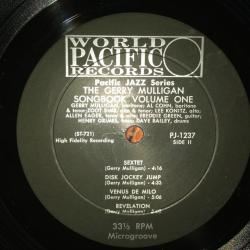 WORLD
PACIFIC
RECORDS
Pacific JAZZ Series
THE GERRY MULLIGAN
SONGBOOK VOLUME ONE
GERRY MULLIGAN, baritone; AL COHN, baritone
& tenor; ZOOT SIMS, alto & tenor; LEE KONITZ, alto;
ALLEN EAGER, tenor & alto; FREDDIE GREEN, guitar;
HENRY GRIMES, bass; DAVE BAILEY, drums
(ST-721)
High Fidelity Recording
PJ-1237
SIDE II
SEXTET
(Gerry Mulligan) - 4:16
DISK JOCKEY JUMP
(Gerry Mulligan) - 4:33
VENUS DE MILO
(Gerry Mulligan) - 5:06
REVELATION
(Gerry Mulligan)
33⅓ RPM
Microgroove